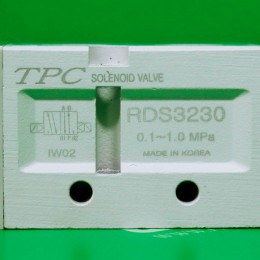 TPC SOLENOID VALVE
RDS3230
0.1~1.0 MPa
IW02 MADE IN KOREA